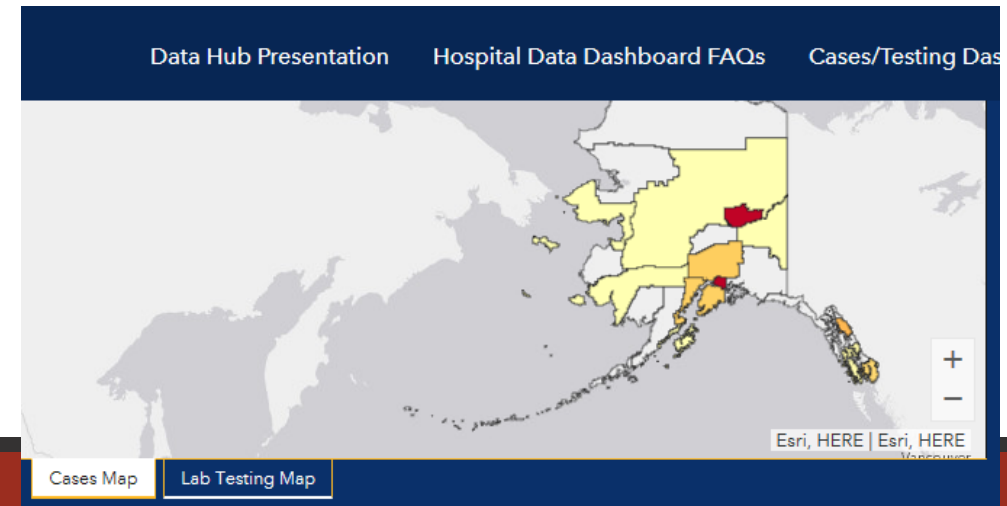 Data Hub Presentation Hospital Data Dashboard FAQs Cases/Testing Das
+
−
Esri, HERE | Esri, HERE
Vancouver
Cases Map Lab Testing Map